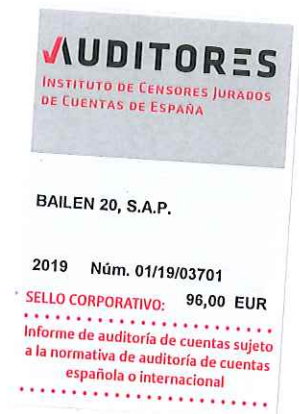 AUDITORES
INSTITUTO DE CENSORES JURADOS
DE CUENTAS DE ESPAÑA
BAILEN 20, S.A.P.
2019 Núm. 01/19/03701
SELLO CORPORATIVO: 96,00 EUR
Informe de auditoría de cuentas sujeto
a la normativa de auditoría de cuentas
española o internacional